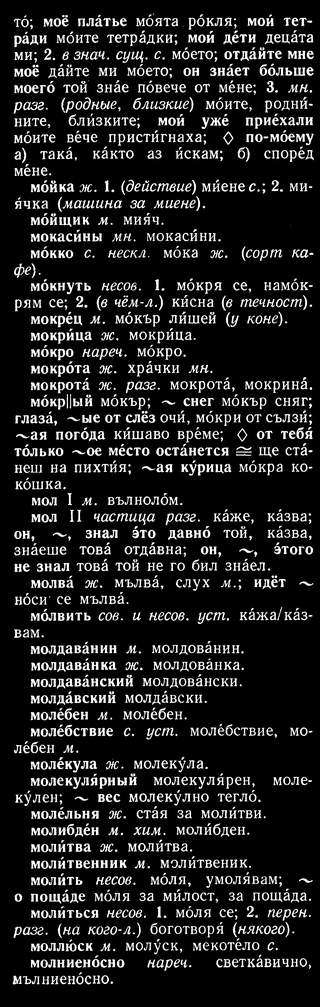 то́; моё пла́тье мо́ята ро́кля; мои́ тет-
ра́ди мо́ите тетра́дки; мои́ де́ти деца́та
ми; 2. в знач. сущ. с. мо́ето; отда́йте мне
моё да́йте ми мо́ето; он зна́ет бо́льше
моего́ той зна́е по́вече от ме́не; 3. мн.
разг. (родные, близкие) мо́ите, родни́-
ните, бли́зките; мои́ уже́ прие́хали
мо́ите ве́че присти́гнаха; ◊ по-мо́ему
а) така́, ка́кто аз и́скам; б) споре́д
ме́не.
мо́йка ж. 1. (действие) ми́ене с.; 2. ми-
я́чка (машина за миене).
мо́йщик м. мия́ч.
мокаси́ны мн. мокаси́ни.
мо́кко с. нескл. мо́ка ж. (сорт ка-
фе).
мо́кнуть несов. 1. мо́кря се, намо́к-
рям се; 2. (в чём-л.) ки́сна (в течност).
мокре́ц м. мо́кър ли́шей (у коне).
мокри́ца ж. мокри́ца.
мо́кро нареч. мо́кро.
мокро́та ж. хра́чки мн.
мокрота́ ж. разг. мокрота́, мокрина́.
мо́кр||ый мо́кър; ~ снег мо́кър сняг;
глаза́, ~ые от слёз очи́, мо́кри от сълзи́;
~ая пого́да ки́шаво вре́ме; ◊ от тебя́
то́лько ~ое ме́сто оста́нется ≅ ще ста́-
неш на пихти́я; ~ая ку́рица мо́кра ко-
ко́шка.
мол I м. вълноло́м.
мол II частица разг. ка́же, ка́зва;
он, ~, знал э́то давно́ той, ка́зва,
зна́еше това́ отда́вна; он, ~, э́того
не знал това́ той не го бил зна́ел.
молва́ ж. мълва́, слух м.; идёт ~
но́си се мълва́.
мо́лвить сов. и несов. уст. ка́жа/ка́з-
вам.
молдава́нин м. молдова́нин.
молдава́нка ж. молдова́нка.
молдава́нский молдова́нски.
молда́вский молда́вски.
моле́бен м. моле́бен.
моле́бствие с. уст. моле́бствие, мо-
ле́бен м.
моле́кула ж. моле́кула.
молекуля́рный молекуля́рен, моле-
ку́лен; ~ вес молеку́лно тегло́.
моле́льня ж. ста́я за моли́тви.
молибде́н м. хим. моли́бден.
моли́тва ж. моли́тва.
моли́твенник м. моли́твеник.
моли́ть несов. мо́ля, умоля́вам; ~
о поща́де мо́ля за ми́лост, за поща́да.
моли́ться несов. 1. мо́ля се; 2. перен.
разг. (на кого-л.) боготворя́ (някого).
моллю́ск м. молу́ск, мекоте́ло с.
молниено́сно нареч. светка́вично,
мълниено́сно.